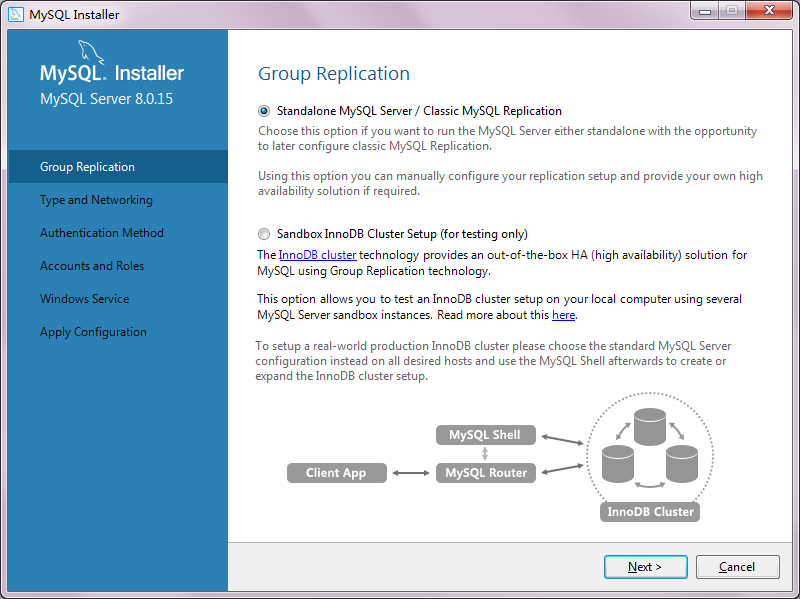 MySQL Installer
MySQL. Installer
MySQL Server 8.0.15
Group Replication
Type and Networking
Authentication Method
Accounts and Roles
Windows Service
Apply Configuration
Group Replication
Standalone MySQL Server / Classic MySQL Replication
Choose this option if you want to run the MySQL Server either standalone with the opportunity
to later configure classic MySQL Replication.
Using this option you can manually configure your replication setup and provide your own high
availability solution if required.
Sandbox InnoDB Cluster Setup (for testing only)
The InnoDB cluster technology provides an out-of-the-box HA (high availability) solution for
MySQL using Group Replication technology.
This option allows you to test an InnoDB cluster setup on your local computer using several
MySQL Server sandbox instances. Read more about this here.
To setup a real-world production InnoDB cluster please choose the standard MySQL Server
configuration instead on all desired hosts and use the MySQL Shell afterwards to create or
expand the InnoDB cluster setup.
MySQL Shell
Client App
MySQL Router
InnoDB Cluster
Next >
Cancel